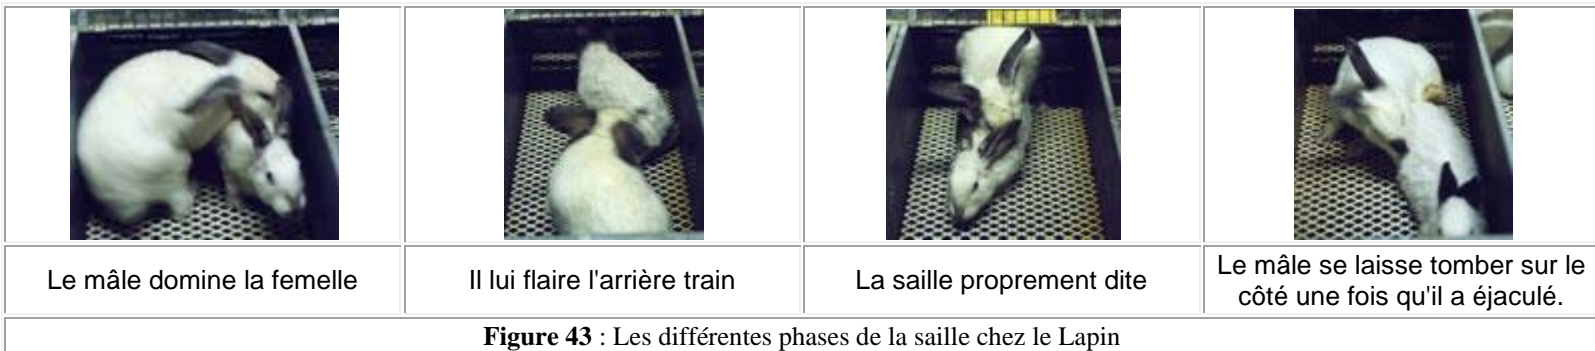 Le mâle domine la femelle
Il lui flaire l'arrière train
La saille proprement dite
Le mâle se laisse tomber sur le
côté une fois qu'il a éjaculé.
Figure 43 : Les différentes phases de la saille chez le Lapin